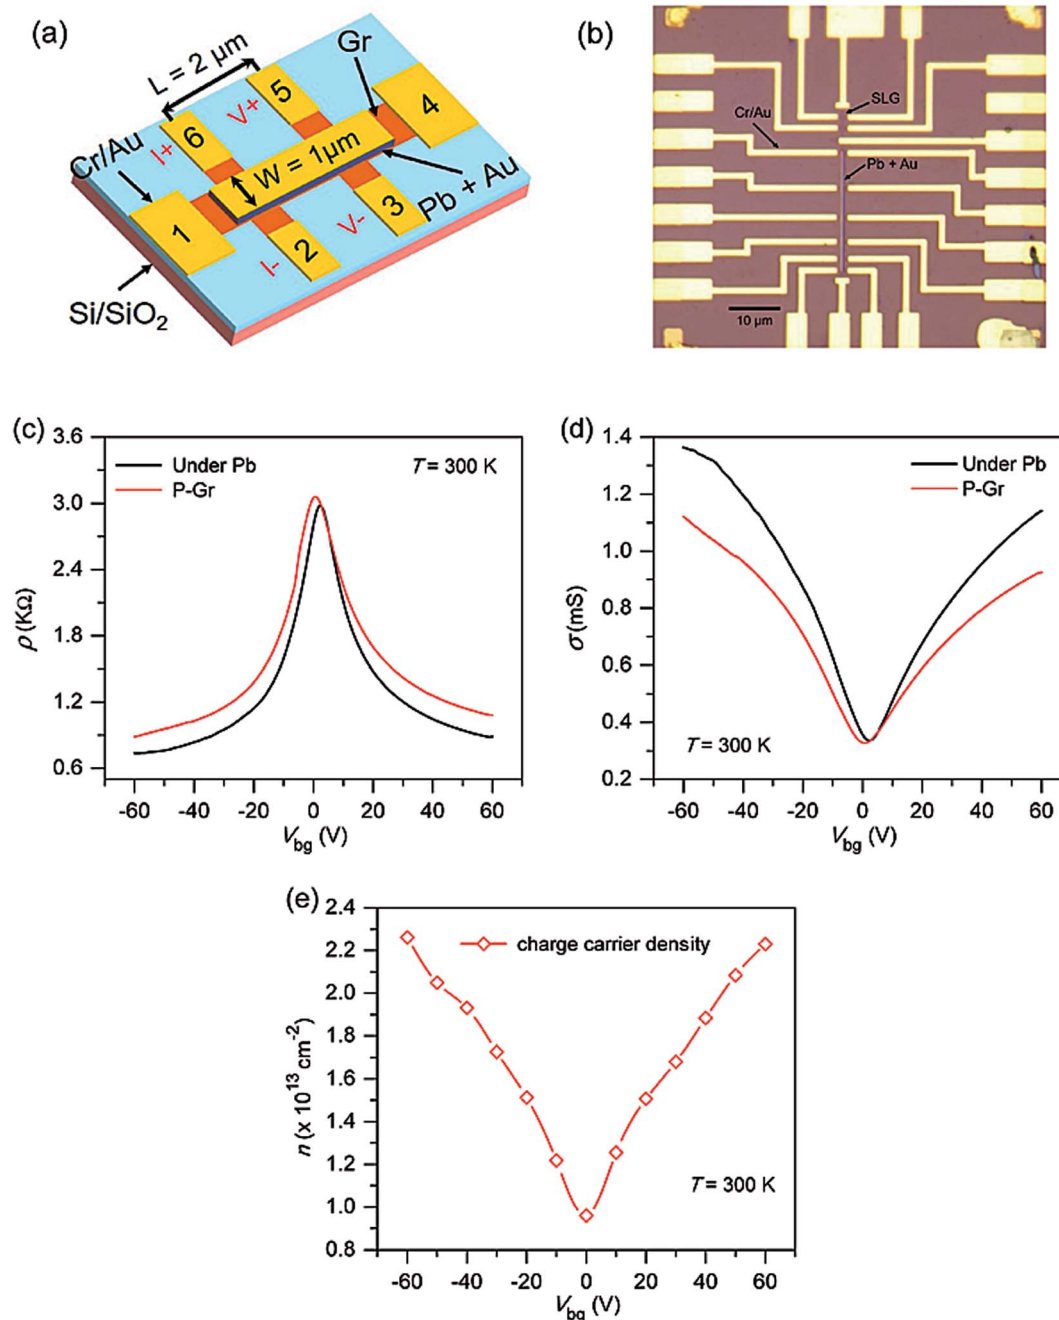 (a)
L = 2 μm
Gr
V+
5
4
I+
6
Cr/Au
W = 1μm
Pb + Au
1
3
V-
2
I-
Si/SiO2
(b)
SLG
Cr/Au
Pb + Au
10 μm
(c)
3.6
3.0
2.4
1.8
1.2
0.6
ρ (KΩ)
Under Pb
P-Gr
T = 300 K
-60 -40 -20 0 20 40 60
Vbg (V)
(d)
1.4
1.2
1.0
0.8
0.6
0.4
0.2
σ (mS)
Under Pb
P-Gr
T = 300 K
-60 -40 -20 0 20 40 60
Vbg (V)
(e)
2.4
2.2
2.0
1.8
1.6
1.4
1.2
1.0
0.8
n (x 10^13 cm^-2)
charge carrier density
T = 300 K
-60 -40 -20 0 20 40 60
Vbg (V)